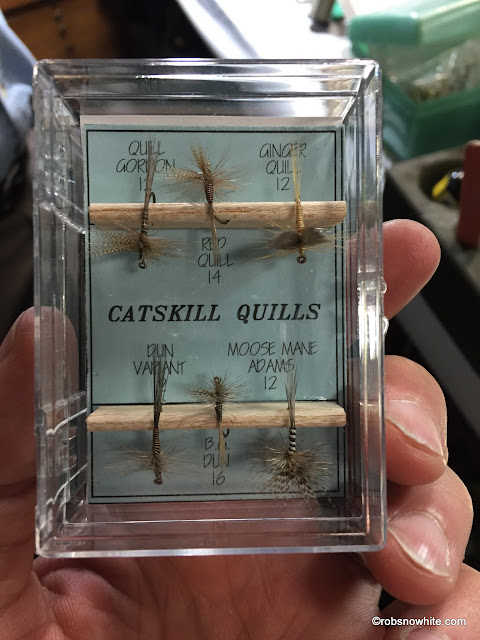 QUILL
GORDON
GINGER
QUILL
12
RED
QUILL
14
CATSKILL QUILLS
DUN
VARIANT
MOOSE MANE
ADAMS
12
DUN
16
©robsnowhite.com